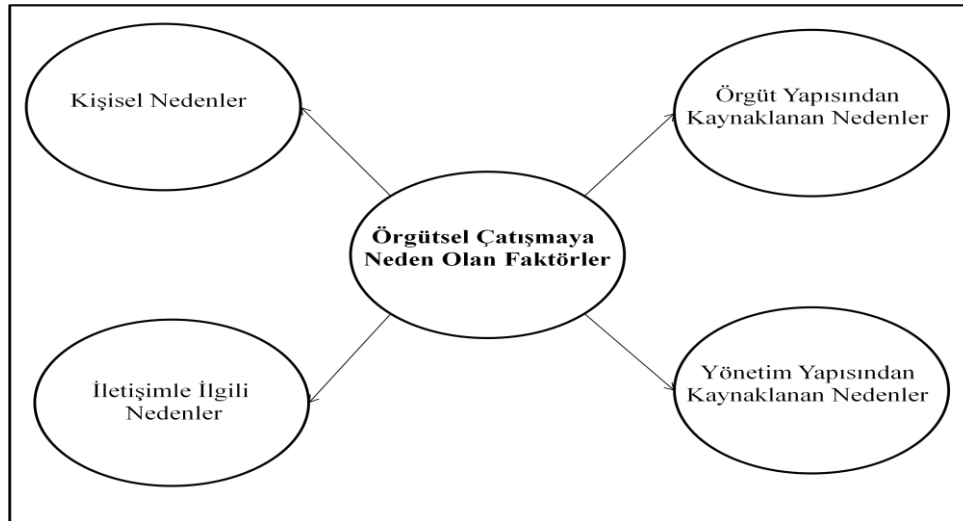 Kişisel Nedenler
Örgüt Yapısından
Kaynaklanan Nedenler
Örgütsel Çatışmaya
Neden Olan Faktörler
İletişimle İlgili
Nedenler
Yönetim Yapısından
Kaynaklanan Nedenler